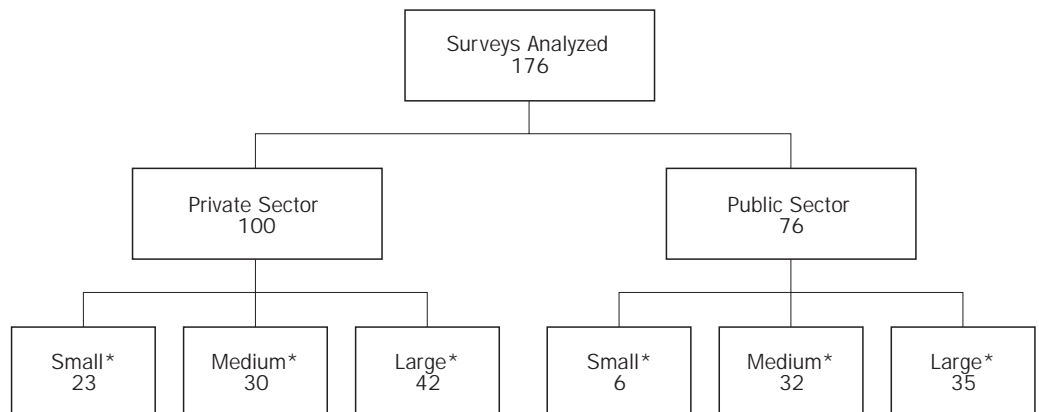 Surveys Analyzed
176
Private Sector
100
Public Sector
76
Small*
23
Medium*
30
Large*
42
Small*
6
Medium*
32
Large*
35